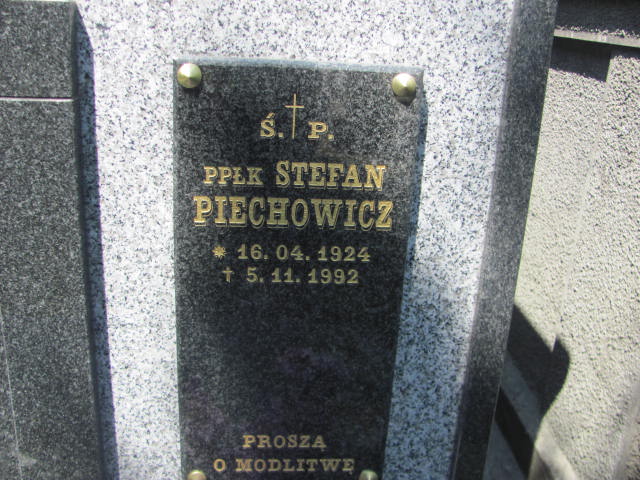 Ś. P.
PPŁK STEFAN
PIECHOWICZ
* 16. 04. 1924
† 5. 11. 1992
PROSZĄ
O MODLITWĘ